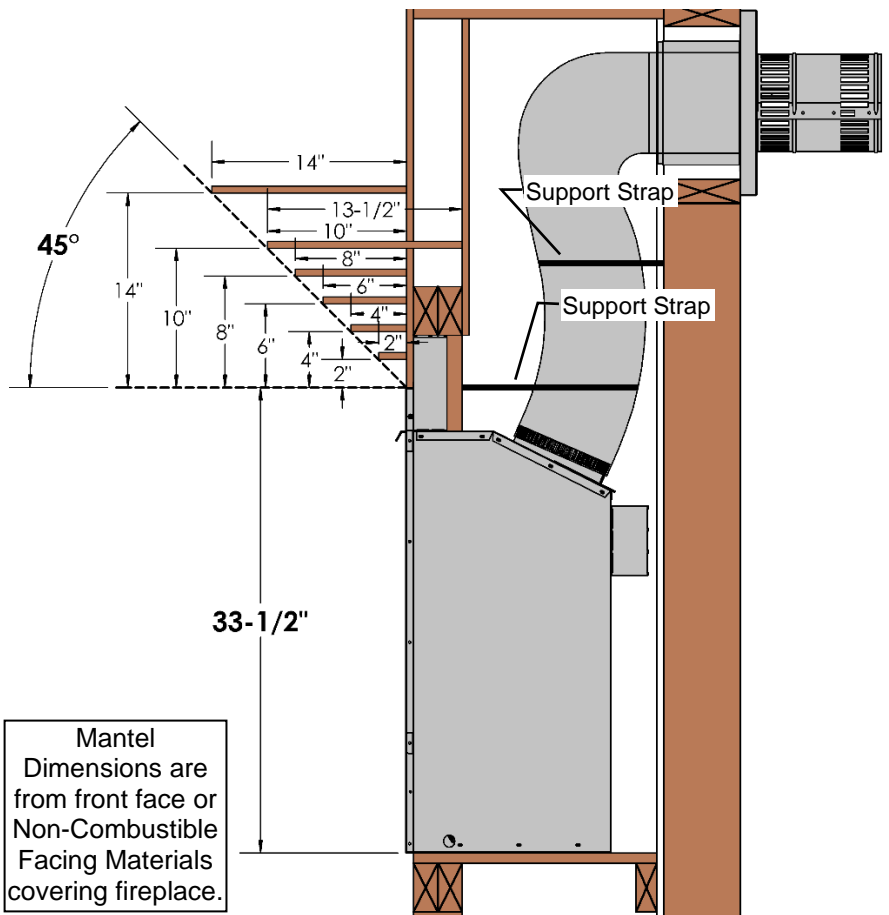 14"
Support Strap
13-1/2"
10"
45°
8"
14"
6"
10"
Support Strap
8"
4"
6"
2"
4"
2"
33-1/2"
Mantel
Dimensions are
from front face or
Non-Combustible
Facing Materials
covering fireplace.